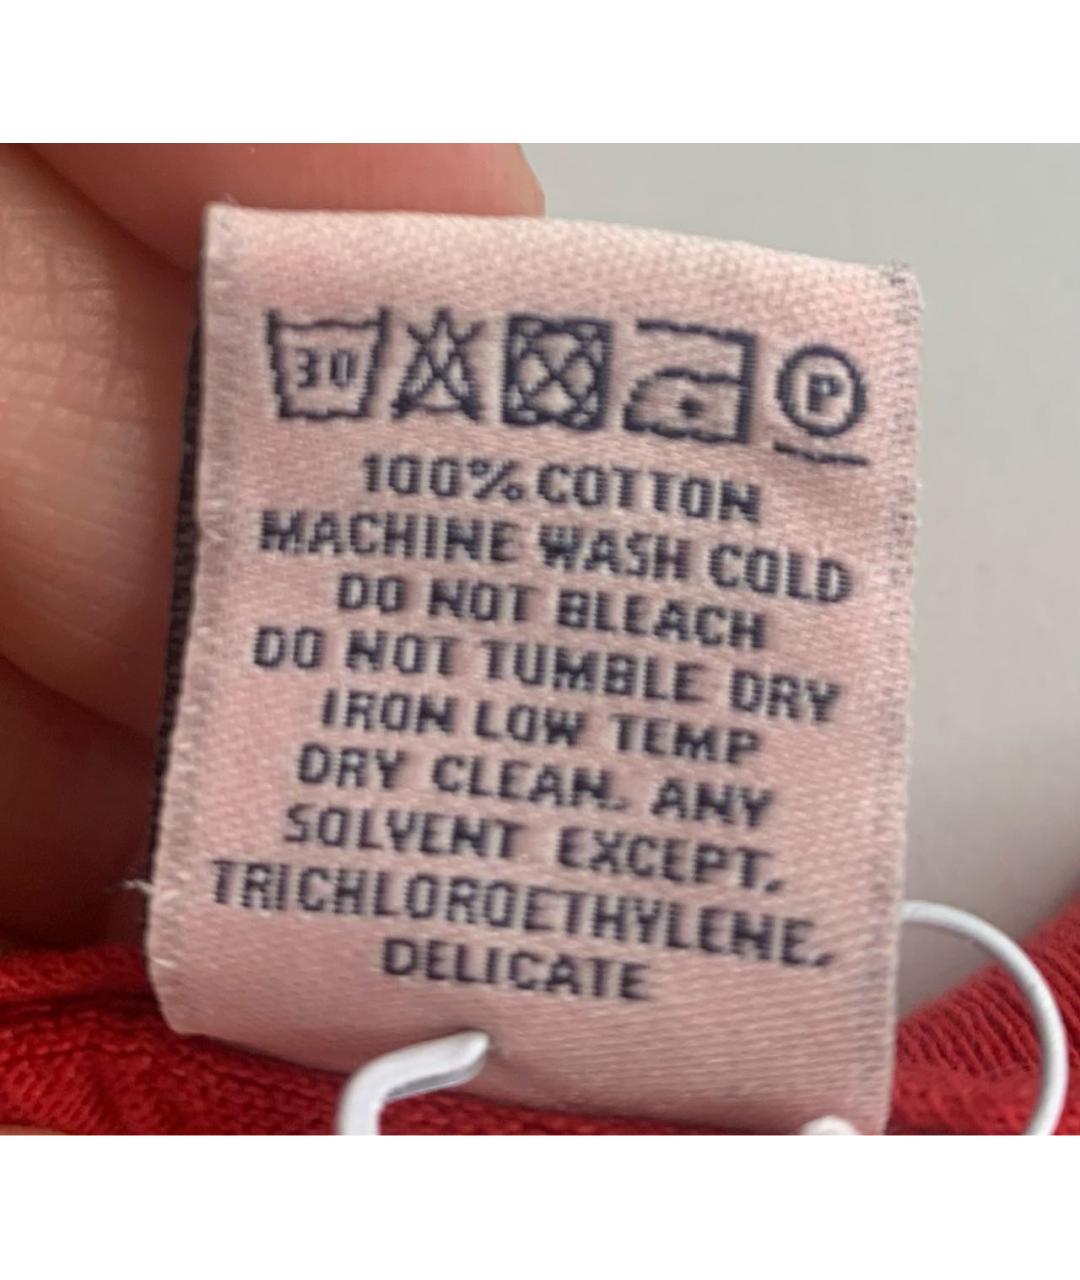 30 P
100% COTTON
MACHINE WASH COLD
DO NOT BLEACH
DO NOT TUMBLE DRY
IRON LOW TEMP
DRY CLEAN. ANY
SOLVENT EXCEPT.
TRICHLOROETHYLENE.
DELICATE